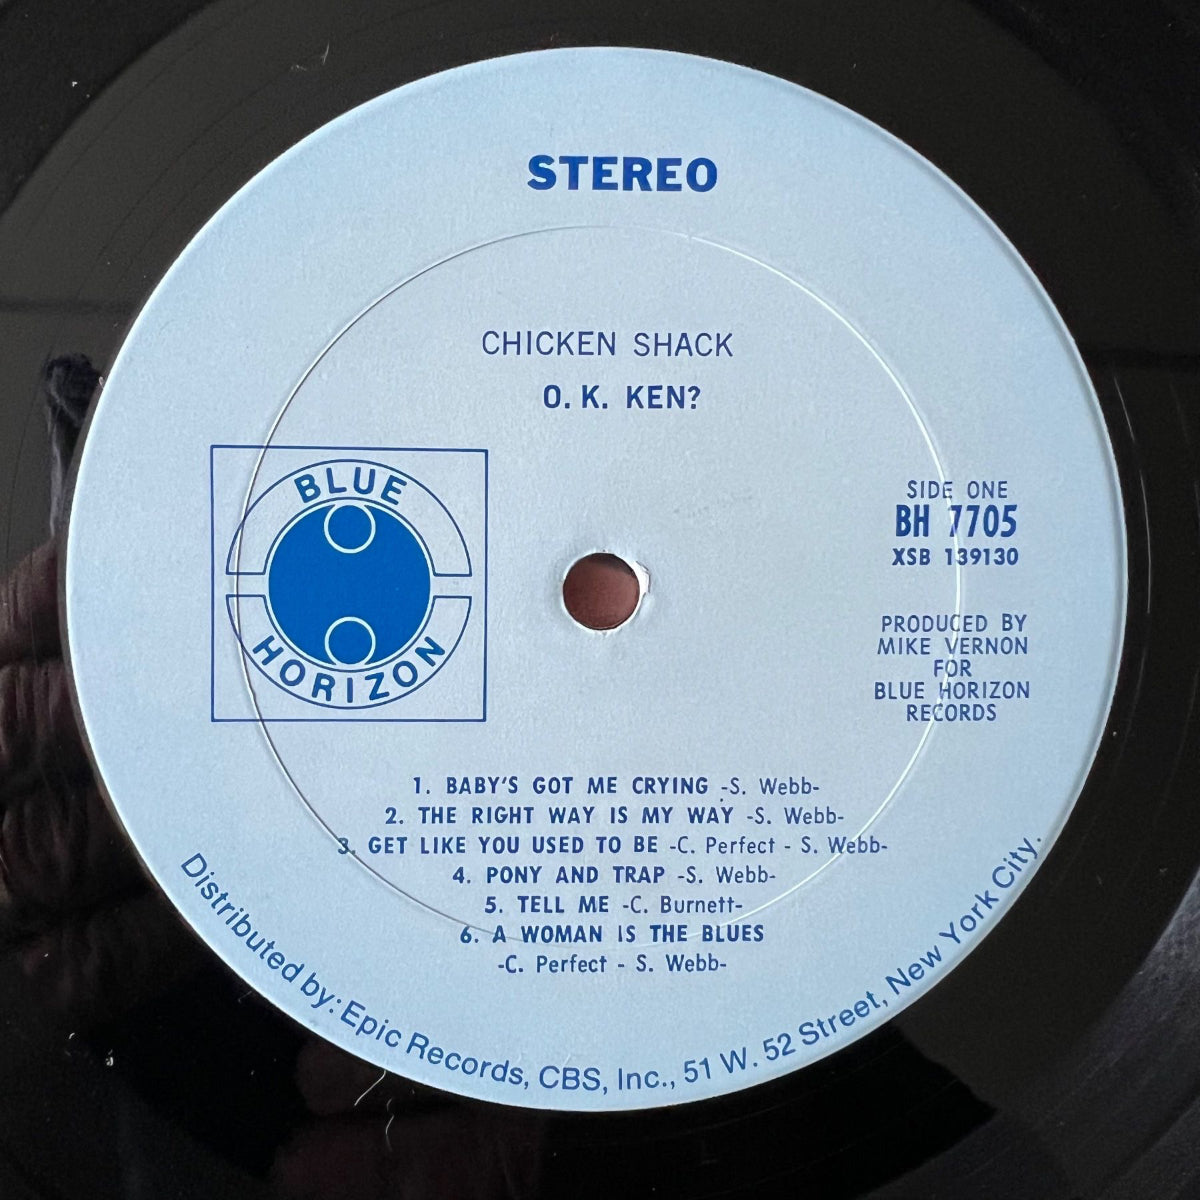 STEREO
CHICKEN SHACK
O. K. KEN?
BLUE
HORIZON
SIDE ONE
BH 7705
XSB 139130
PRODUCED BY
MIKE VERNON
FOR
BLUE HORIZON
RECORDS
1. BABY'S GOT ME CRYING -S. Webb-
2. THE RIGHT WAY IS MY WAY -S. Webb-
3. GET LIKE YOU USED TO BE -C. Perfect - S. Webb-
4. PONY AND TRAP -S. Webb-
5. TELL ME -C. Burnett-
6. A WOMAN IS THE BLUES
-C. Perfect - S. Webb-
Distributed by: Epic Records, CBS, Inc., 51 W. 52 Street, New York City.